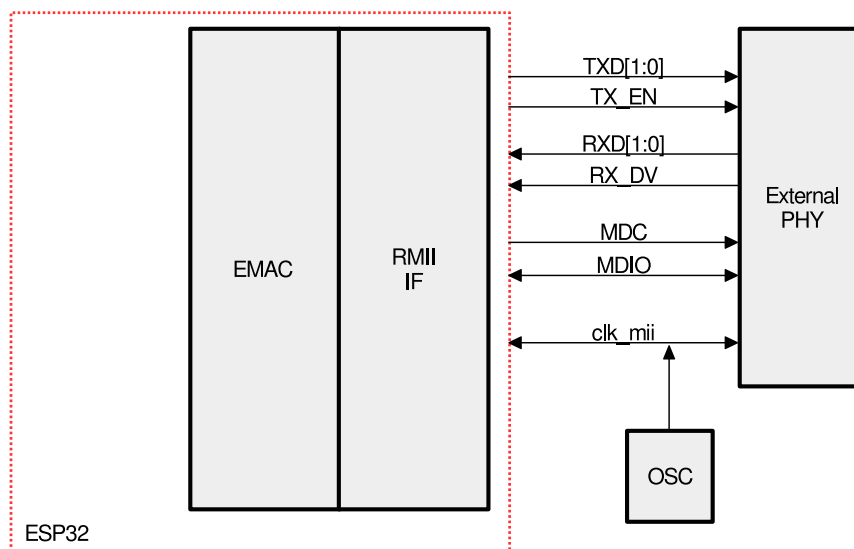 TXD[1:0]
TX_EN
RXD[1:0]
RX_DV
External
PHY
MDC
EMAC
RMII
IF
MDIO
clk_mii
OSC
ESP32